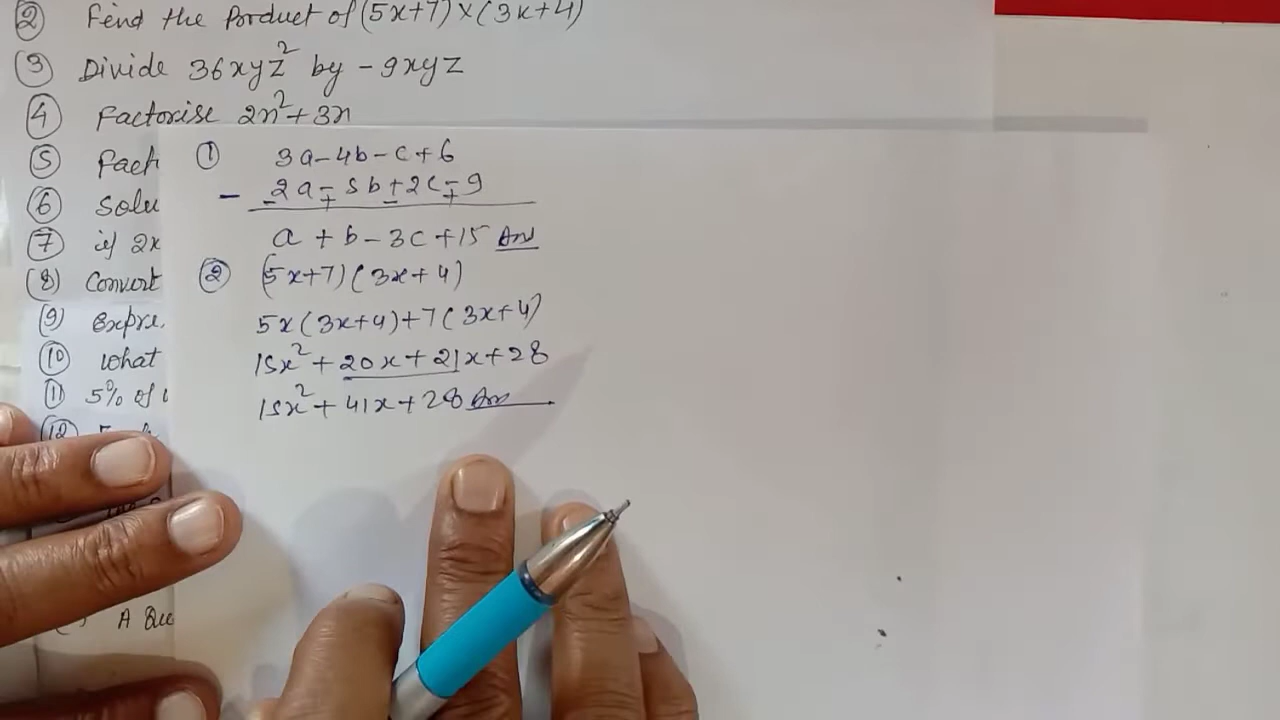 ② Find the Product of (5x+7)×(3x+4)
③ Divide 36xyz² by -9xyz
④ Factorise 2x²+3x
⑤ Fact
⑥ Solu
⑦ if 2x
(8) Convert
(9) Expre
⑩ what
⑪ 5% of
⑫
A Que
① 3a-4b-c+6
- 2a-5b+2c-9
- + - +
a+b-3c+15 Ans
② (5x+7)(3x+4)
5x(3x+4)+7(3x+4)
15x²+20x+21x+28
15x²+41x+28 Ans